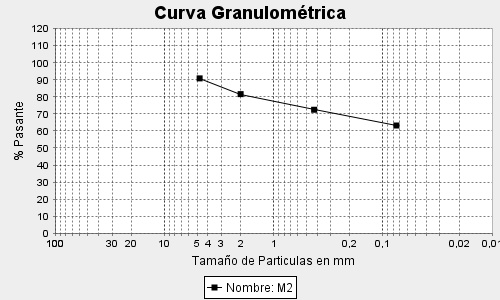 Curva Granulométrica
120
110
100
90
80
70
60
50
40
30
20
10
0
% Pasante
100 30 20 10 5 4 3 2 1 0,2 0,1 0,02 0,01
Tamaño de Particulas en mm
Nombre: M2